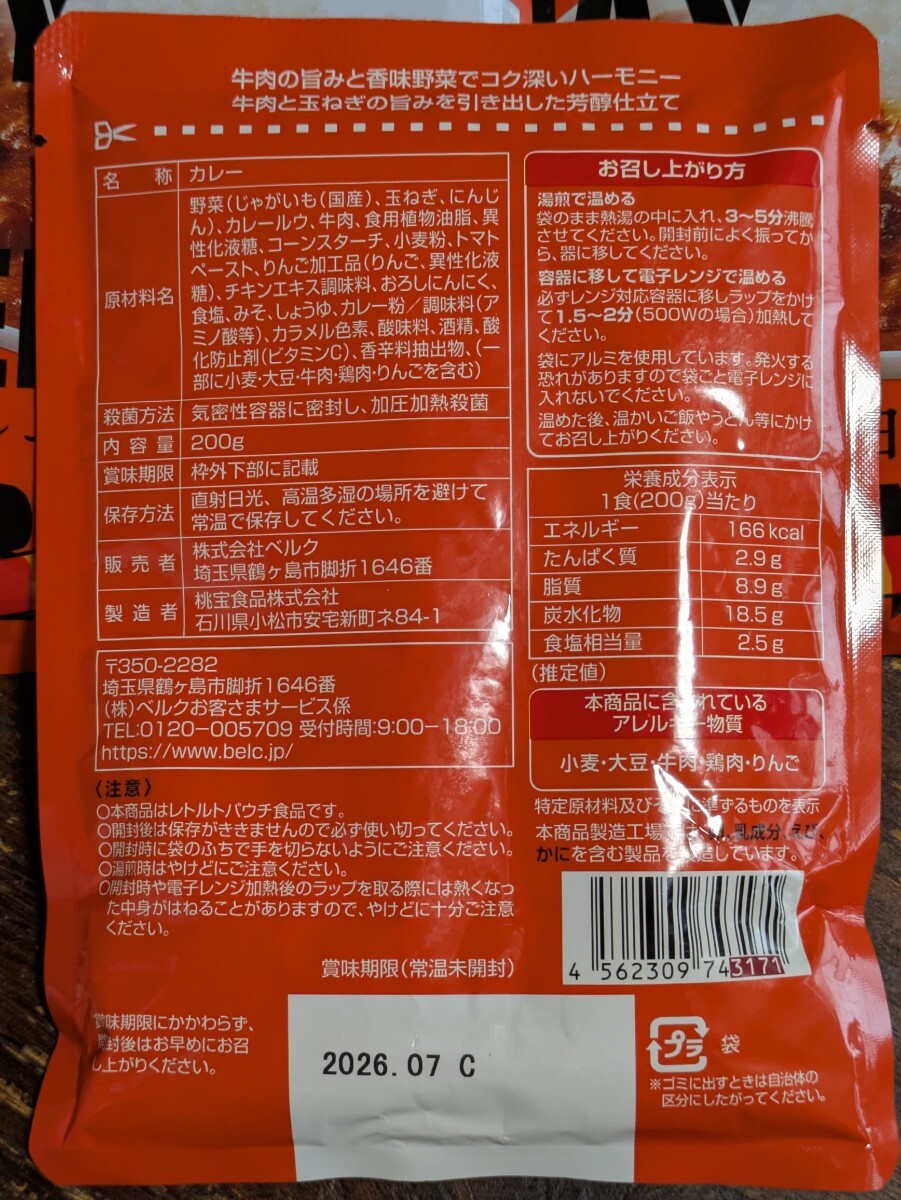 牛肉の旨みと香味野菜でコク深いハーモニー
牛肉と玉ねぎの旨みを引き出した芳醇仕立て
名称 カレー
原材料名
野菜(じゃがいも(国産)、玉ねぎ、にんじ
ん)、カレールウ、牛肉、食用植物油脂、異
性化液糖、コーンスターチ、小麦粉、トマト
ペースト、りんご加工品(りんご、異性化液
糖)、チキンエキス調味料、おろしにんにく、
食塩、みそ、しょうゆ、カレー粉/調味料(ア
ミノ酸等)、カラメル色素、酸味料、酒精、酸
化防止剤(ビタミンC)、香辛料抽出物、(一
部に小麦・大豆・牛肉・鶏肉・りんごを含む)
殺菌方法 気密性容器に密封し、加圧加熱殺菌
内容量 200g
賞味期限 枠外下部に記載
保存方法
直射日光、高温多湿の場所を避けて
常温で保存してください。
販売者
株式会社ベルク
埼玉県鶴ヶ島市脚折1646番
製造者
桃宝食品株式会社
石川県小松市安宅新町ネ84-1
〒350-2282
埼玉県鶴ヶ島市脚折1646番
(株)ベルクお客さまサービス係
TEL:0120-005709 受付時間:9:00-18:00
https://www.belc.jp/
〈注意〉
○本商品はレトルトパウチ食品です。
○開封後は保存がききませんので必ず使い切ってください。
○開封時に袋のふちで手を切らないようにご注意ください。
○湯煎時はやけどにご注意ください。
○開封時や電子レンジ加熱後のラップを取る際には熱くなっ
た中身がはねることがありますので、やけどに十分ご注意
ください。
お召し上がり方
湯煎で温める
袋のまま熱湯の中に入れ、3〜5分沸騰
させてください。開封前によく振ってか
ら、器に移してください。
容器に移して電子レンジで温める
必ずレンジ対応容器に移しラップをかけ
て1.5〜2分(500Wの場合)加熱して
ください。
袋にアルミを使用しています。発火する
恐れがありますので袋ごと電子レンジに
入れないでください。
温めた後、温かいご飯やうどん等にかけ
てお召し上がりください。
栄養成分表示
1食(200g)当たり
エネルギー 166kcal
たんぱく質 2.9g
脂質 8.9g
炭水化物 18.5g
食塩相当量 2.5g
(推定値)
本商品に含まれている
アレルギー物質
小麦・大豆・牛肉・鶏肉・りんご
特定原材料及びそれに準ずるものを表示
本商品製造工場では、卵、乳成分、えび、
かにを含む製品を製造しています。
4 562309 743171
賞味期限(常温未開封)
賞味期限にかかわらず、
開封後はお早めにお召
し上がりください。
2026.07 C
プラ 袋
※ゴミに出すときは自治体の
区分にしたがってください。